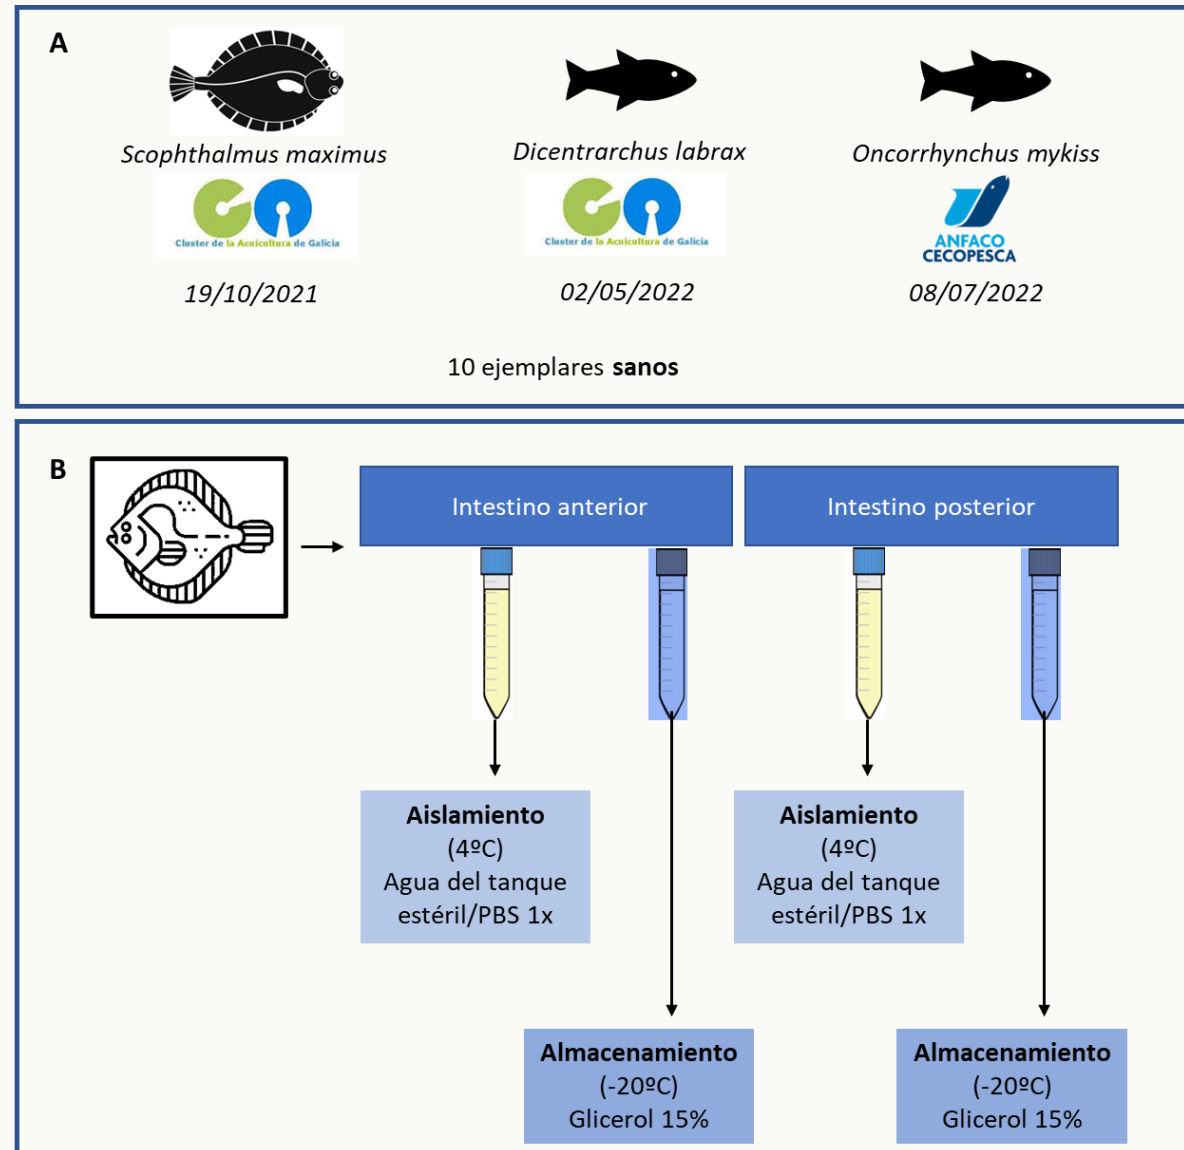 A
Scophthalmus maximus
Dicentrarchus labrax
Oncorrhynchus mykiss
Cluster de la Acuicultura de Galicia
Cluster de la Acuicultura de Galicia
ANFACO
CECOPESCA
19/10/2021
02/05/2022
08/07/2022
10 ejemplares sanos
B
Intestino anterior
Intestino posterior
Aislamiento
(4ºC)
Agua del tanque
estéril/PBS 1x
Aislamiento
(4ºC)
Agua del tanque
estéril/PBS 1x
Almacenamiento
(-20ºC)
Glicerol 15%
Almacenamiento
(-20ºC)
Glicerol 15%